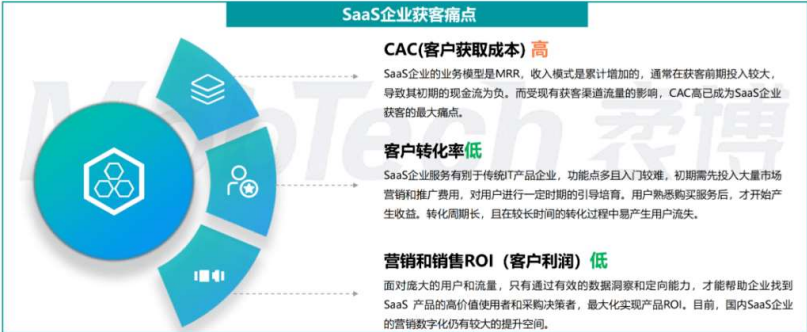 SaaS企业获客痛点
CAC(客户获取成本) 高
SaaS企业的业务模型是MRR，收入模式是累计增加的，通常在获客前期投入较大，
导致其初期的现金流为负。而受现有获客渠道流量的影响，CAC高已成为SaaS企业
获客的最大痛点。
客户转化率低
SaaS企业服务有别于传统IT产品企业，功能点多且入门较难，初期需先投入大量市场
营销和推广费用，对用户进行一定时期的引导培育。用户熟悉购买服务后，才开始产
生收益。转化周期长，且在较长时间的转化过程中易产生用户流失。
营销和销售ROI（客户利润）低
面对庞大的用户和流量，只有通过有效的数据洞察和定向能力，才能帮助企业找到
SaaS 产品的高价值使用者和采购决策者，最大化实现产品ROI。目前，国内SaaS企业
的营销数字化仍有较大的提升空间。
MobTech 袤博